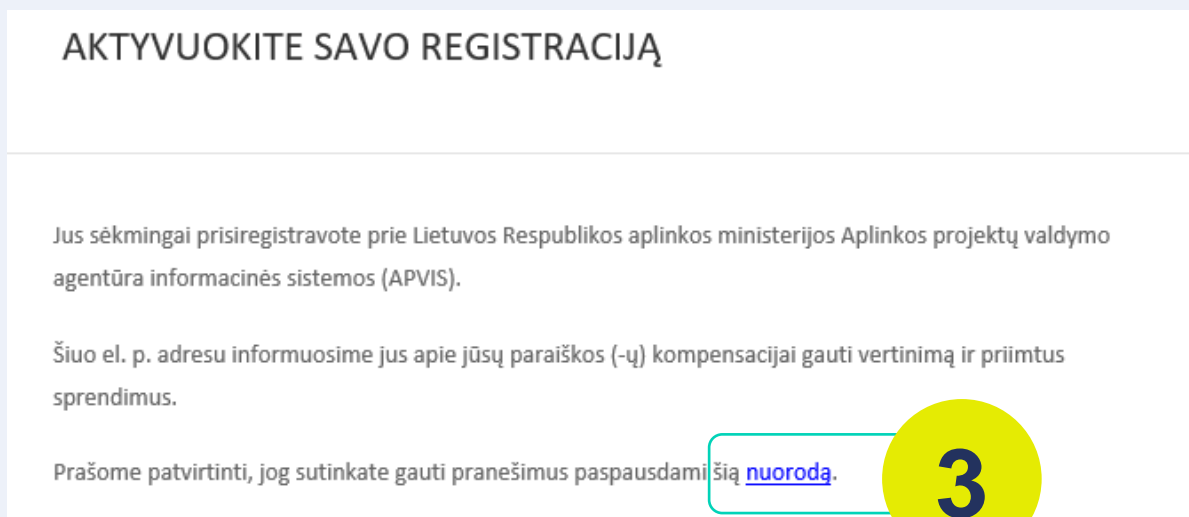 AKTYVUOKITE SAVO REGISTRACIJĄ
Jus sėkmingai prisiregistravote prie Lietuvos Respublikos aplinkos ministerijos Aplinkos projektų valdymo
agentūra informacinės sistemos (APVIS).
Šiuo el. p. adresu informuosime jus apie jūsų paraiškos (-ų) kompensacijai gauti vertinimą ir priimtus
sprendimus.
Prašome patvirtinti, jog sutinkate gauti pranešimus paspausdami šią nuorodą.
3